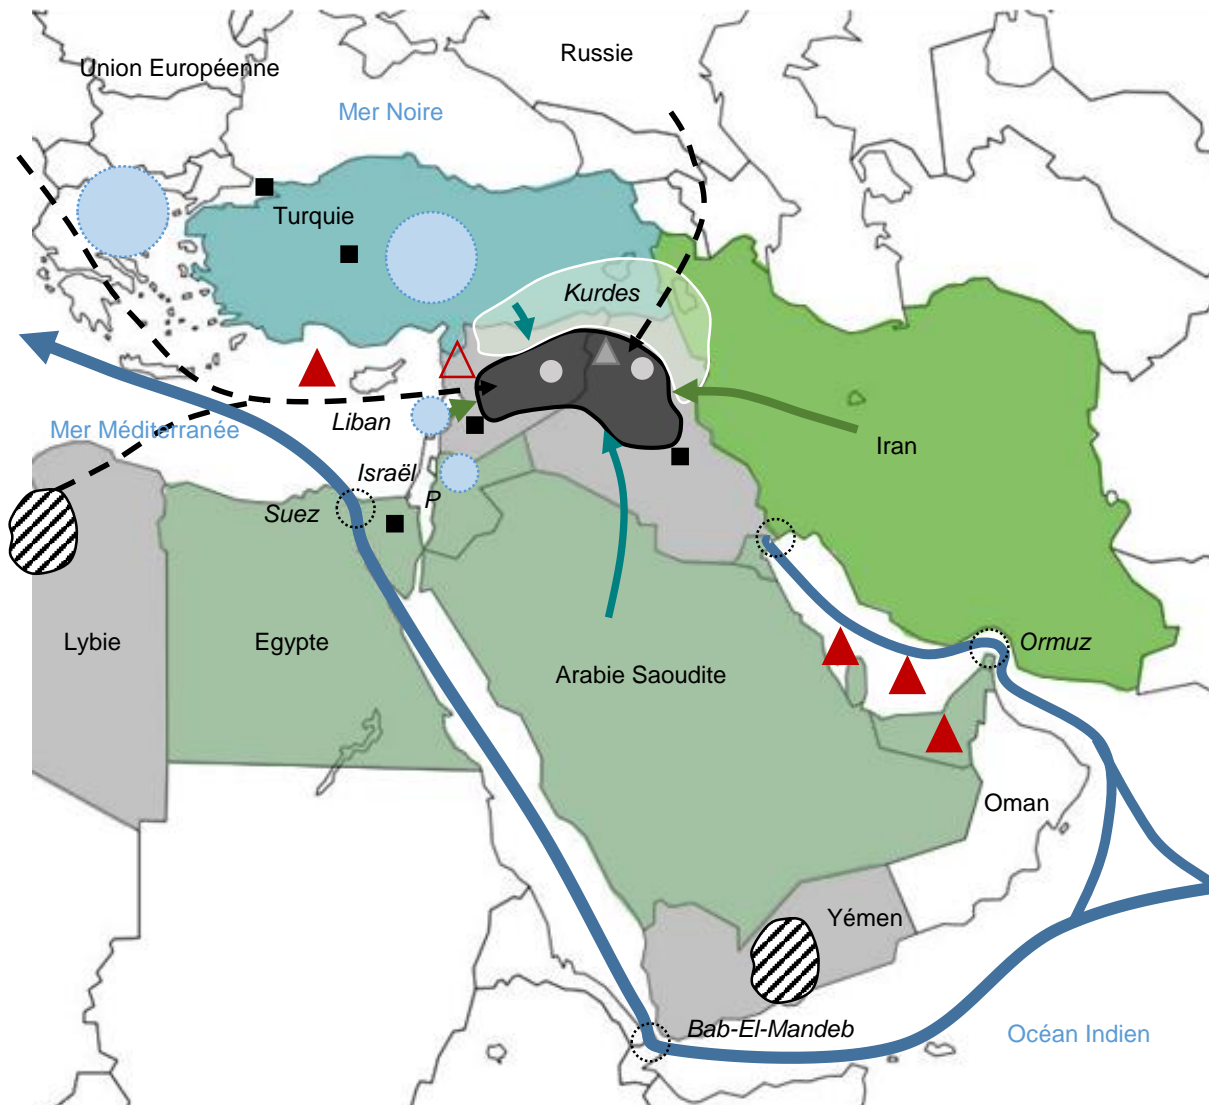 Russie
Union Européenne
Mer Noire
Turquie
Kurdes
Liban
Mer Méditerranée
Iran
Israël
P
Suez
Lybie
Egypte
Ormuz
Arabie Saoudite
Oman
Yémen
Bab-El-Mandeb
Océan Indien